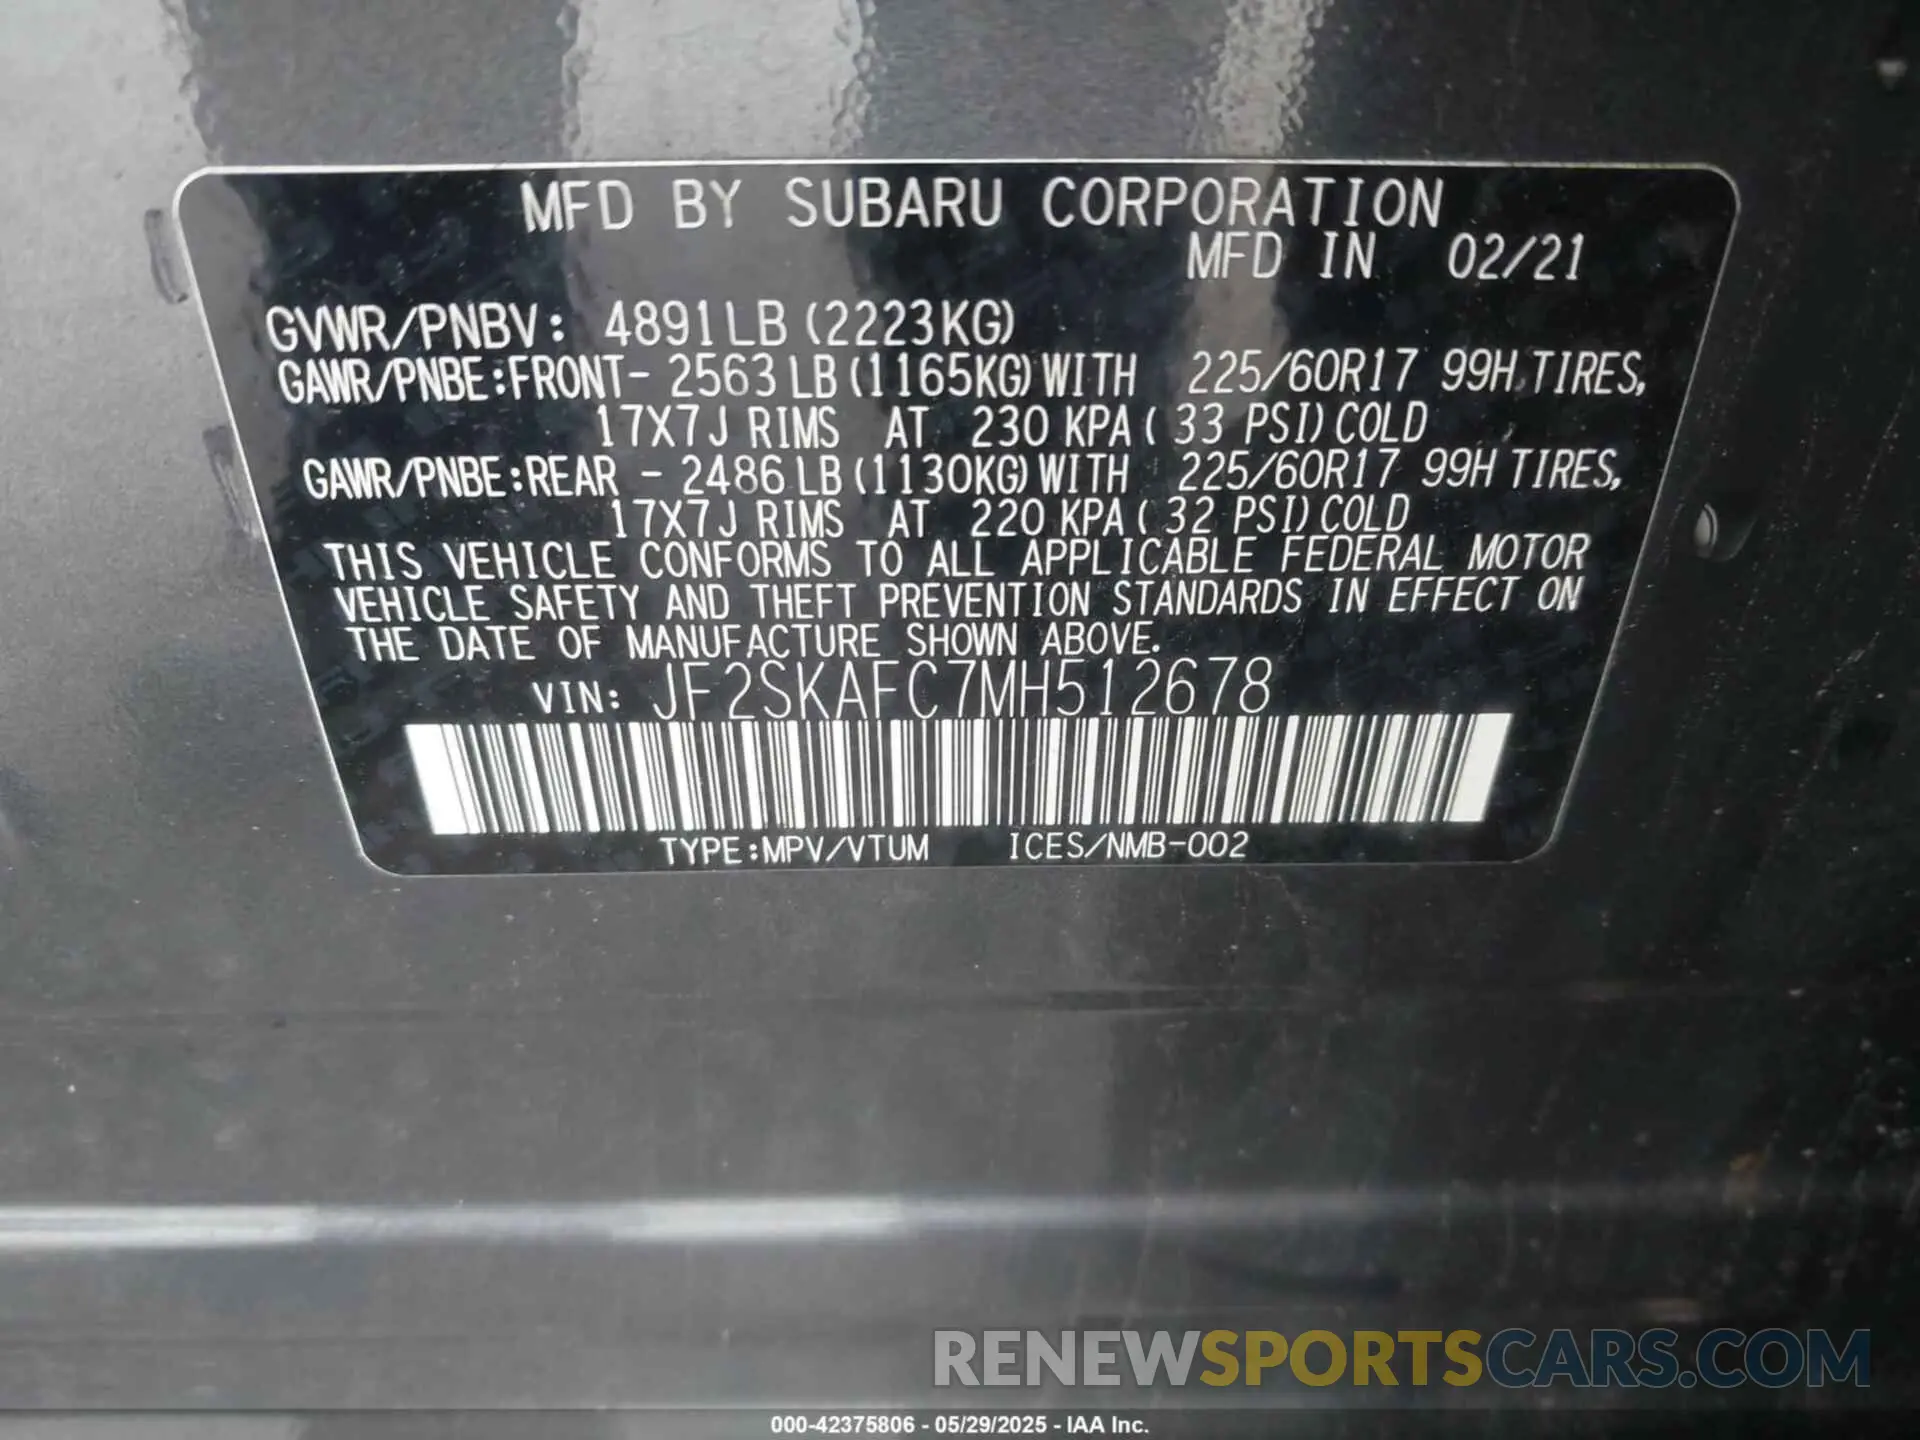 MFD BY SUBARU CORPORATION
MFD IN 02/21
GVWR/PNBV: 4891LB (2223KG)
GAWR/PNBE:FRONT- 2563LB (1165KG) WITH 225/60R17 99H TIRES,
17X7J RIMS AT 230 KPA ( 33 PSI) COLD
GAWR/PNBE:REAR - 2486LB (1130KG) WITH 225/60R17 99H TIRES,
17X7J RIMS AT 220 KPA ( 32 PSI) COLD
THIS VEHICLE CONFORMS TO ALL APPLICABLE FEDERAL MOTOR
VEHICLE SAFETY AND THEFT PREVENTION STANDARDS IN EFFECT ON
THE DATE OF MANUFACTURE SHOWN ABOVE.
VIN: JF2SKAFC7MH512678
TYPE:MPV/VTUM ICES/NMB-002
RENEWSPORTSCARS.COM
000-42375806 - 05/29/2025 - IAA Inc.